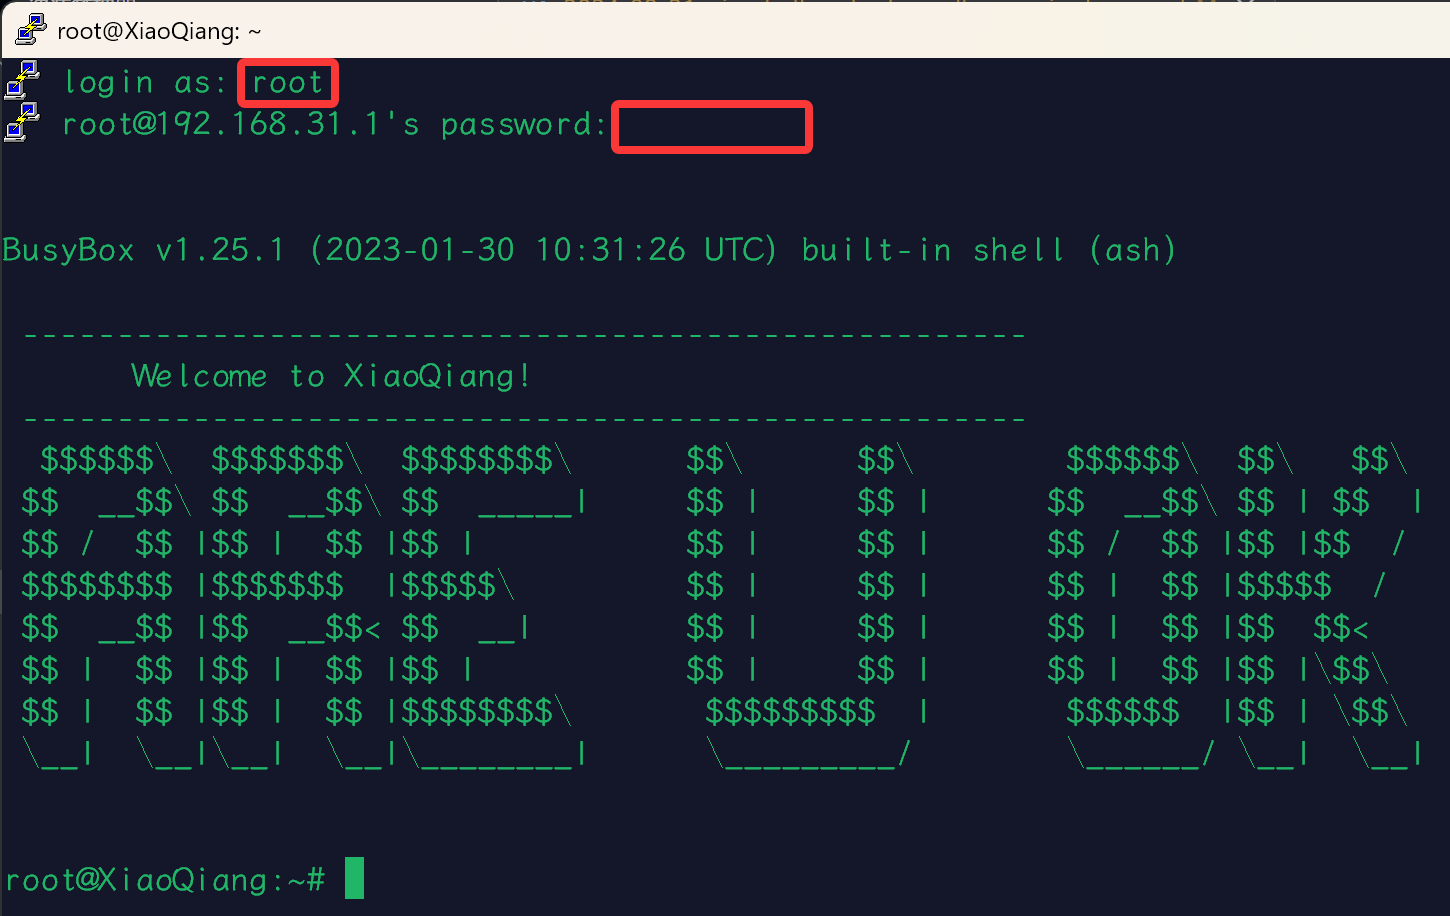 root@XiaoQiang: ~
login as: root
root@192.168.31.1's password:
BusyBox v1.25.1 (2023-01-30 10:31:26 UTC) built-in shell (ash)
-----------------------------------------------------
Welcome to XiaoQiang!
-----------------------------------------------------
 $$$$$$\  $$$$$$$\  $$$$$$$$\      $$\      $$\        $$$$$$\  $$\   $$\
$$  __$$\ $$  __$$\ $$  _____|     $$ |     $$ |      $$  __$$\ $$ | $$  |
$$ /  $$ |$$ |  $$ |$$ |           $$ |     $$ |      $$ /  $$ |$$ |$$  /
$$$$$$$$ |$$$$$$$  |$$$$$\         $$ |     $$ |      $$ |  $$ |$$$$$  /
$$  __$$ |$$  __$$< $$  __|        $$ |     $$ |      $$ |  $$ |$$  $$<
$$ |  $$ |$$ |  $$ |$$ |           $$ |     $$ |      $$ |  $$ |$$ |\$$\
$$ |  $$ |$$ |  $$ |$$$$$$$$\       $$$$$$$$$  |       $$$$$$  |$$ | \$$\
\__|  \__|\__|  \__|\________|      \_________/        \______/ \__|  \__|
root@XiaoQiang:~#